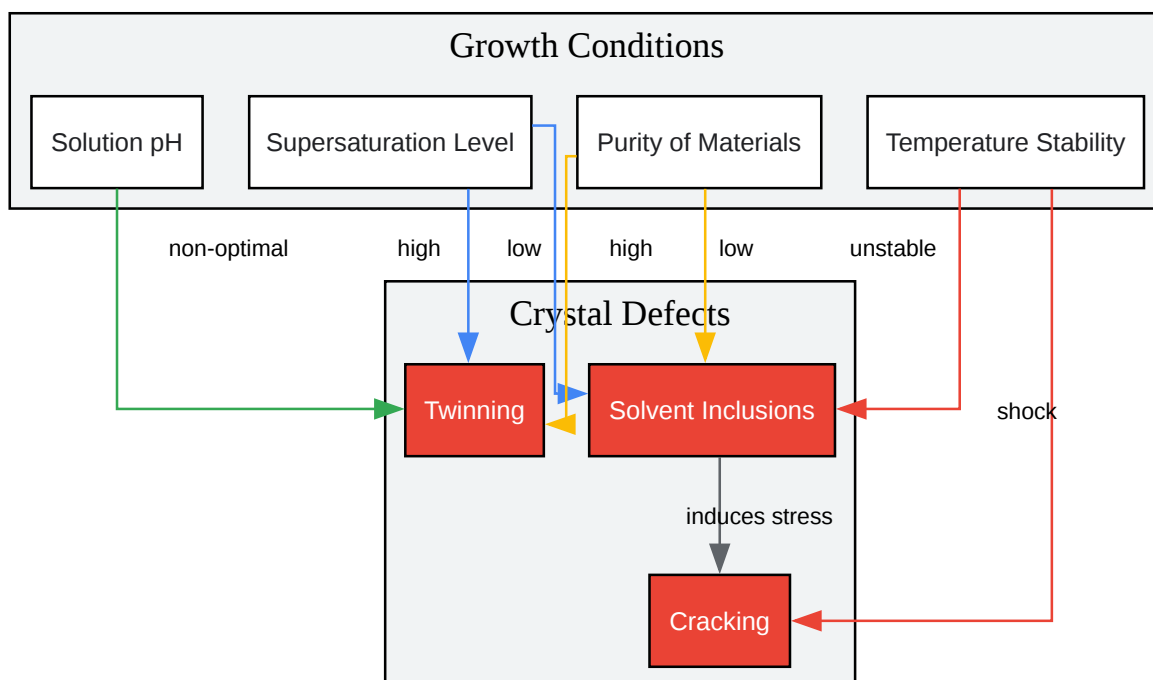 Growth Conditions
Solution pH
Supersaturation Level
Purity of Materials
Temperature Stability
non-optimal
high
low
high
low
unstable
Crystal Defects
Twinning
Solvent Inclusions
shock
induces stress
Cracking